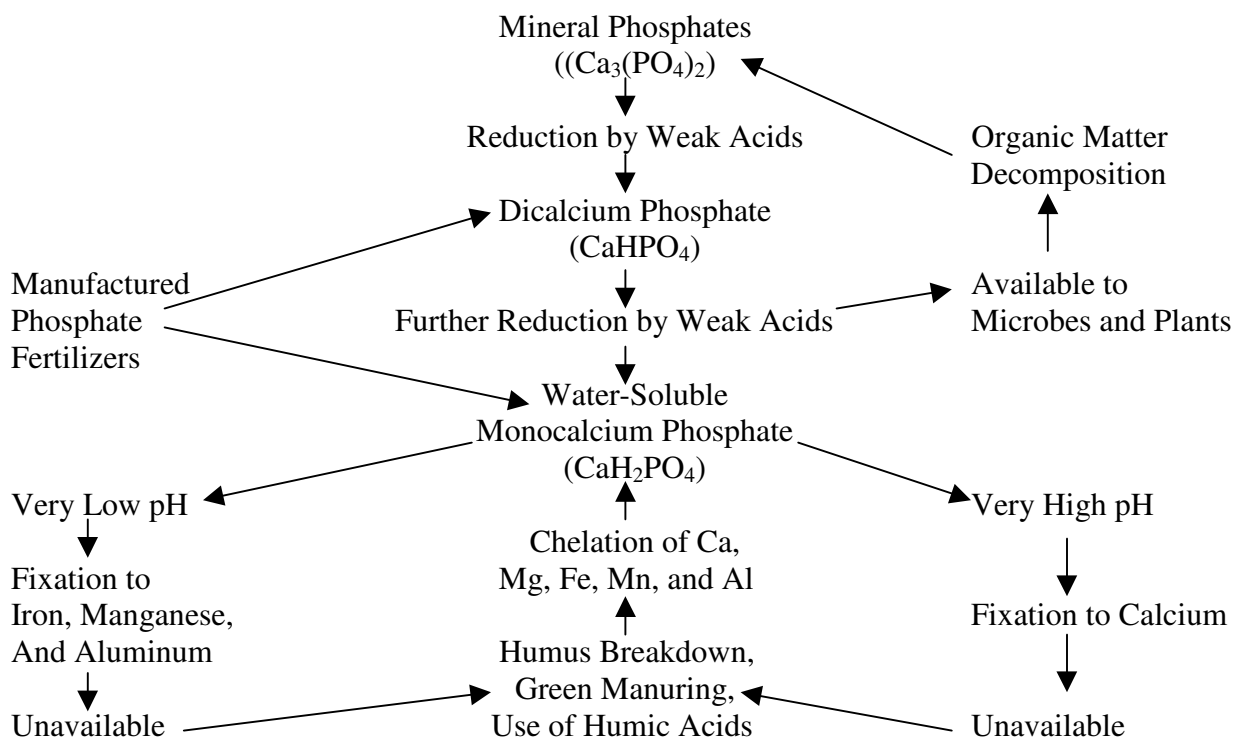 Mineral Phosphates
((Ca₃(PO₄)₂)
Reduction by Weak Acids
Organic Matter
Decomposition
Dicalcium Phosphate
(CaHPO₄)
Manufactured
Phosphate
Fertilizers
Available to
Microbes and Plants
Further Reduction by Weak Acids
Water-Soluble
Monocalcium Phosphate
(CaH₂PO₄)
Very Low pH
Very High pH
Chelation of Ca,
Mg, Fe, Mn, and Al
Fixation to
Iron, Manganese,
And Aluminum
Fixation to Calcium
Humus Breakdown,
Green Manuring,
Use of Humic Acids
Unavailable
Unavailable